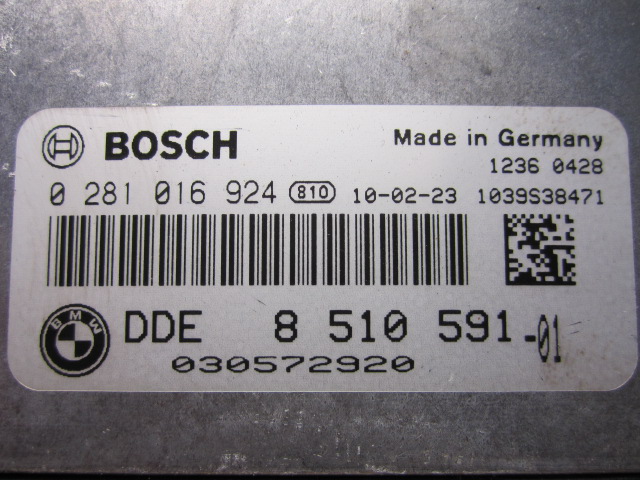 BOSCH Made in Germany
1236 0428
0 281 016 924 810 10-02-23 1039S38471
BMW DDE 8 510 591-01
030572920